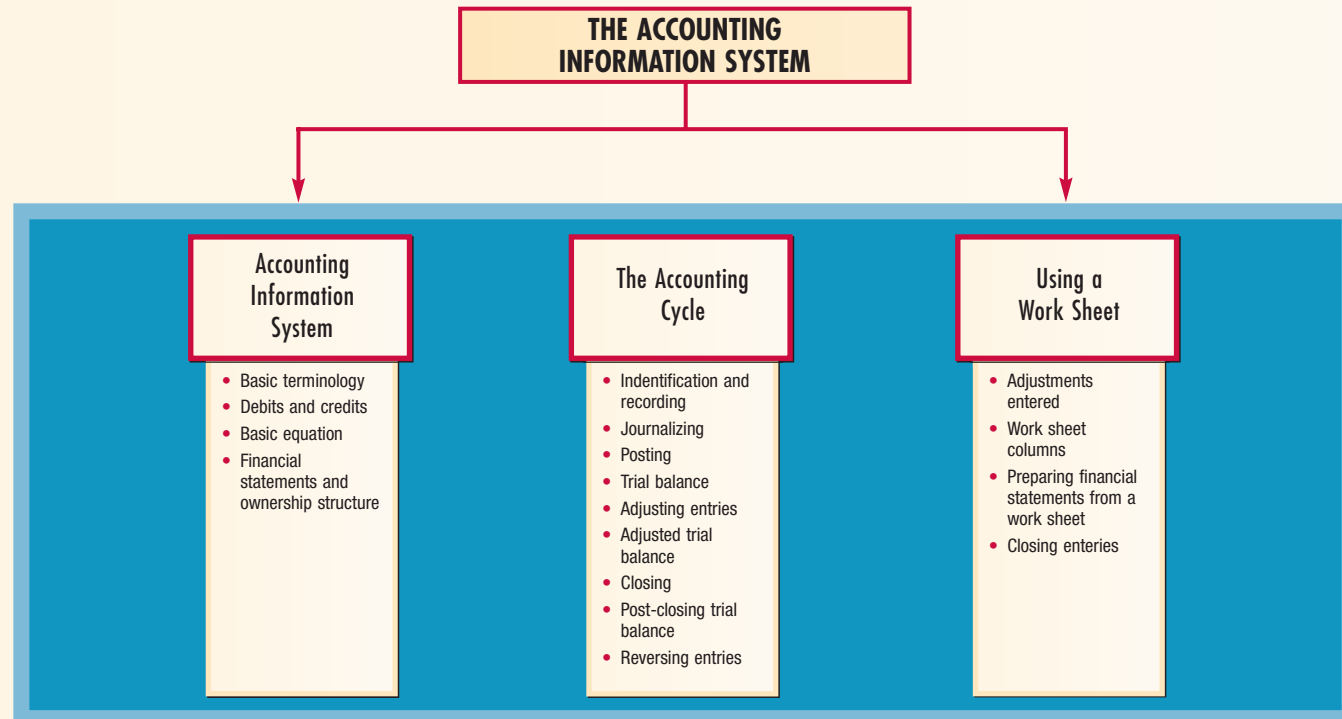 THE ACCOUNTING
INFORMATION SYSTEM
Accounting
Information
System
• Basic terminology
• Debits and credits
• Basic equation
• Financial
statements and
ownership structure
The Accounting
Cycle
• Indentification and
recording
• Journalizing
• Posting
• Trial balance
• Adjusting entries
• Adjusted trial
balance
• Closing
• Post-closing trial
balance
• Reversing entries
Using a
Work Sheet
• Adjustments
entered
• Work sheet
columns
• Preparing financial
statements from a
work sheet
• Closing enteries